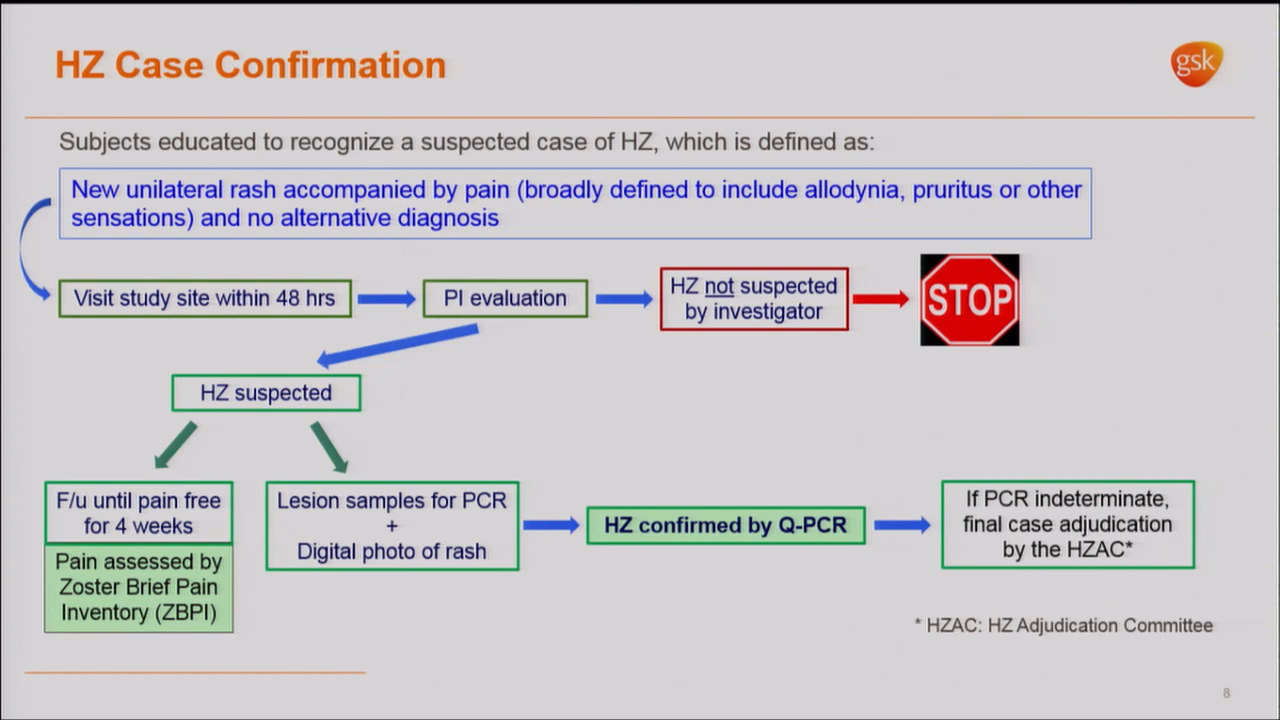 HZ Case Confirmation
gsk
Subjects educated to recognize a suspected case of HZ, which is defined as:
New unilateral rash accompanied by pain (broadly defined to include allodynia, pruritus or other
sensations) and no alternative diagnosis
Visit study site within 48 hrs
PI evaluation
HZ not suspected
by investigator
STOP
HZ suspected
F/u until pain free
for 4 weeks
Pain assessed by
Zoster Brief Pain
Inventory (ZBPI)
Lesion samples for PCR
+
Digital photo of rash
HZ confirmed by Q-PCR
If PCR indeterminate,
final case adjudication
by the HZAC*
* HZAC: HZ Adjudication Committee
8